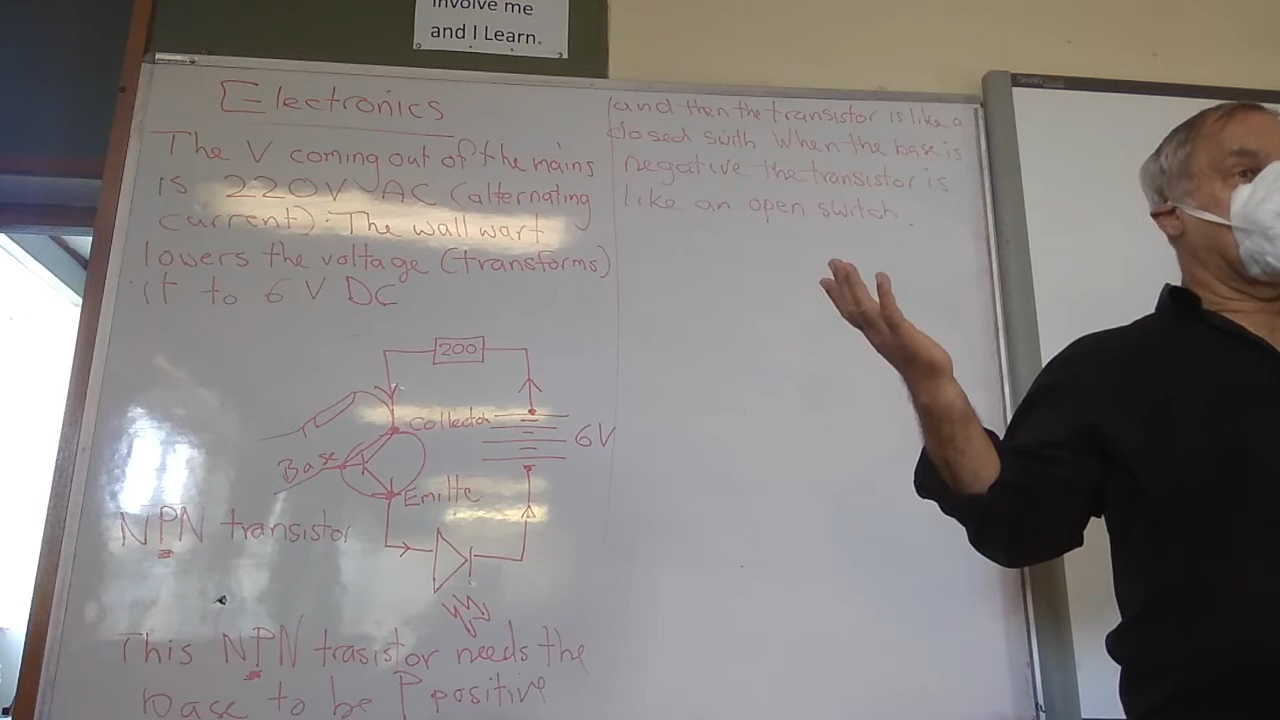 Involve me
and I Learn.
Electronics
The V coming out of the mains
is 220V AC (alternating
current). The wall wart
lowers the voltage (transforms)
it to 6 V DC
200
Collector
6V
Base
Emitte
NPN transistor
This NPN trasistor needs the
base to be P positive
and then the transistor is like a
closed swith When the base is
negative the transistor is
like an open switch.